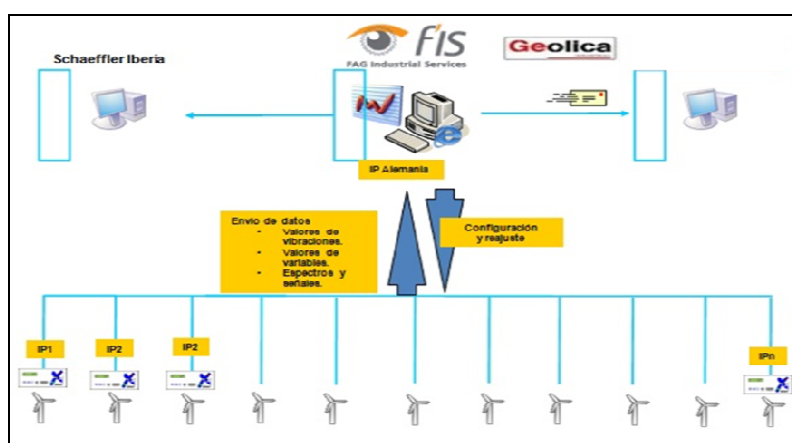 FIS
FAG Industrial Services
Geolica
Schaeffler Iberia
IP Alemania
Envio de datos
• Valores de
vibraciones.
• Valores de
variables.
• Espectros y
señales.
Configuración
y reajuste
IP1
IP2
IP2
IPn